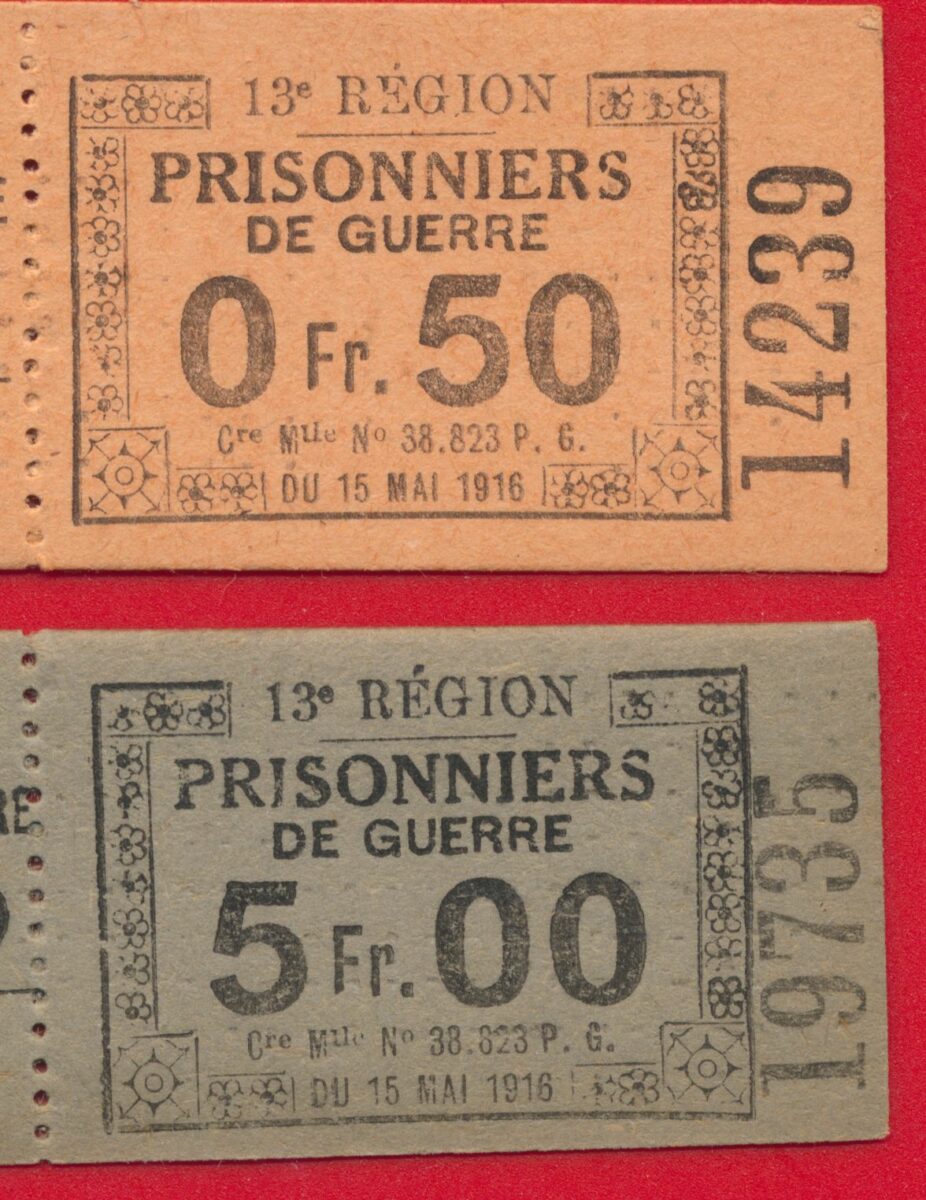 13e RÉGION
PRISONNIERS
DE GUERRE
0 Fr. 50
Cre Mlle No 38.823 P. G.
DU 15 MAI 1916
14239
13e RÉGION
PRISONNIERS
DE GUERRE
5 Fr. 00
Cre Mlle No 38.823 P. G.
DU 15 MAI 1916
19735
RE